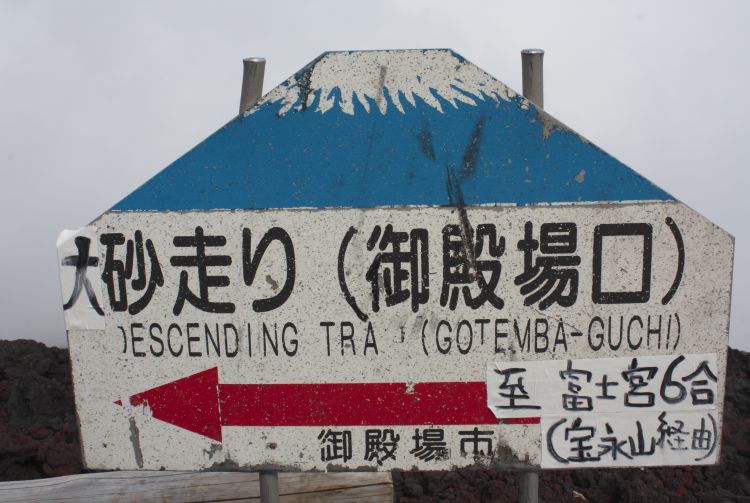 大砂走り（御殿場口）
DESCENDING TRA (GOTEMBA-GUCHI)
至 富士宮6合
(宝永山経由)
御殿場市